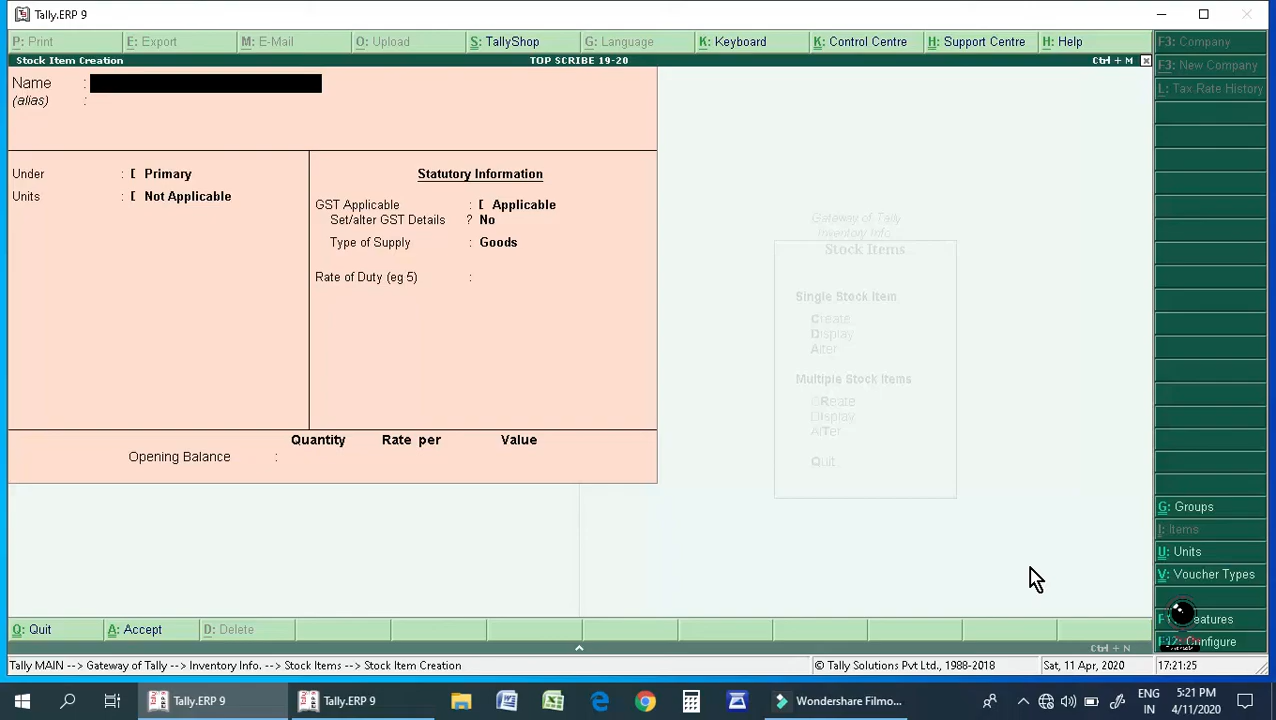 Tally.ERP 9
P: Print
E: Export
M: E-Mail
O: Upload
S: TallyShop
G: Language
K: Keyboard
K: Control Centre
H: Support Centre
H: Help
F3: Company
Stock Item Creation
TOP SCRIBE 19-20
Ctrl + M
F3: New Company
Name :
(alias) :
L: Tax Rate History
Under : [ Primary
Units : [ Not Applicable
Statutory Information
GST Applicable : [ Applicable
Set/alter GST Details ? No
Type of Supply : Goods
Rate of Duty (eg 5) :
Gateway of Tally
Inventory Info.
Stock Items
Single Stock Item
Create
Display
Alter
Multiple Stock Items
CReate
DIsplay
AlTer
Quit
Quantity Rate per Value
Opening Balance :
G: Groups
I: Items
U: Units
V: Voucher Types
Q: Quit
A: Accept
D: Delete
Ctrl + N
Tally MAIN --> Gateway of Tally --> Inventory Info. --> Stock Items --> Stock Item Creation
© Tally Solutions Pvt Ltd., 1988-2018
Sat, 11 Apr, 2020
17:21:25
Tally.ERP 9
Tally.ERP 9
Wondershare Filmo...
ENG
IN
5:21 PM
4/11/2020